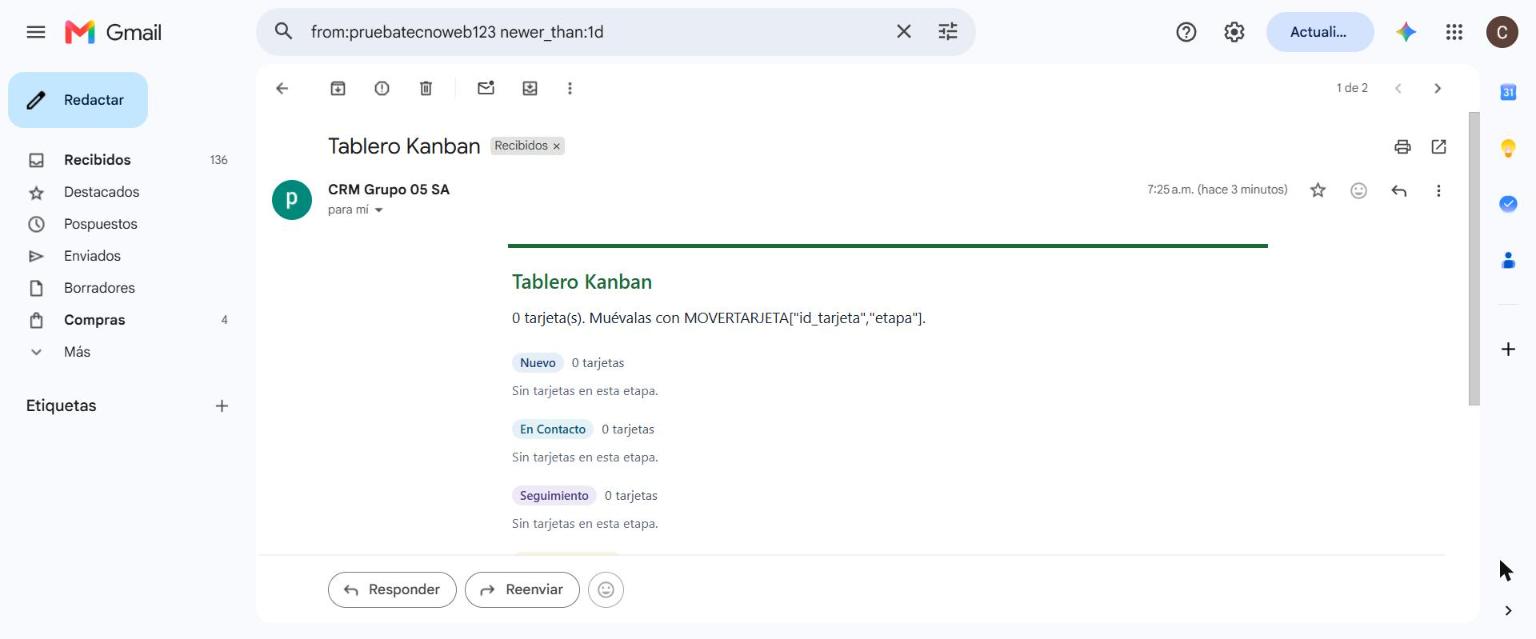 Gmail
from:pruebatecnoweb123 newer_than:1d
Actuali...
C
Redactar
1 de 2
31
Recibidos 136
Destacados
Pospuestos
Enviados
Borradores
Compras 4
Más
Etiquetas
Tablero Kanban Recibidos ×
p
CRM Grupo 05 SA
7:25 a.m. (hace 3 minutos)
para mí
Tablero Kanban
0 tarjeta(s). Muévalas con MOVERTARJETA["id_tarjeta","etapa"].
Nuevo 0 tarjetas
Sin tarjetas en esta etapa.
En Contacto 0 tarjetas
Sin tarjetas en esta etapa.
Seguimiento 0 tarjetas
Sin tarjetas en esta etapa.
Responder
Reenviar